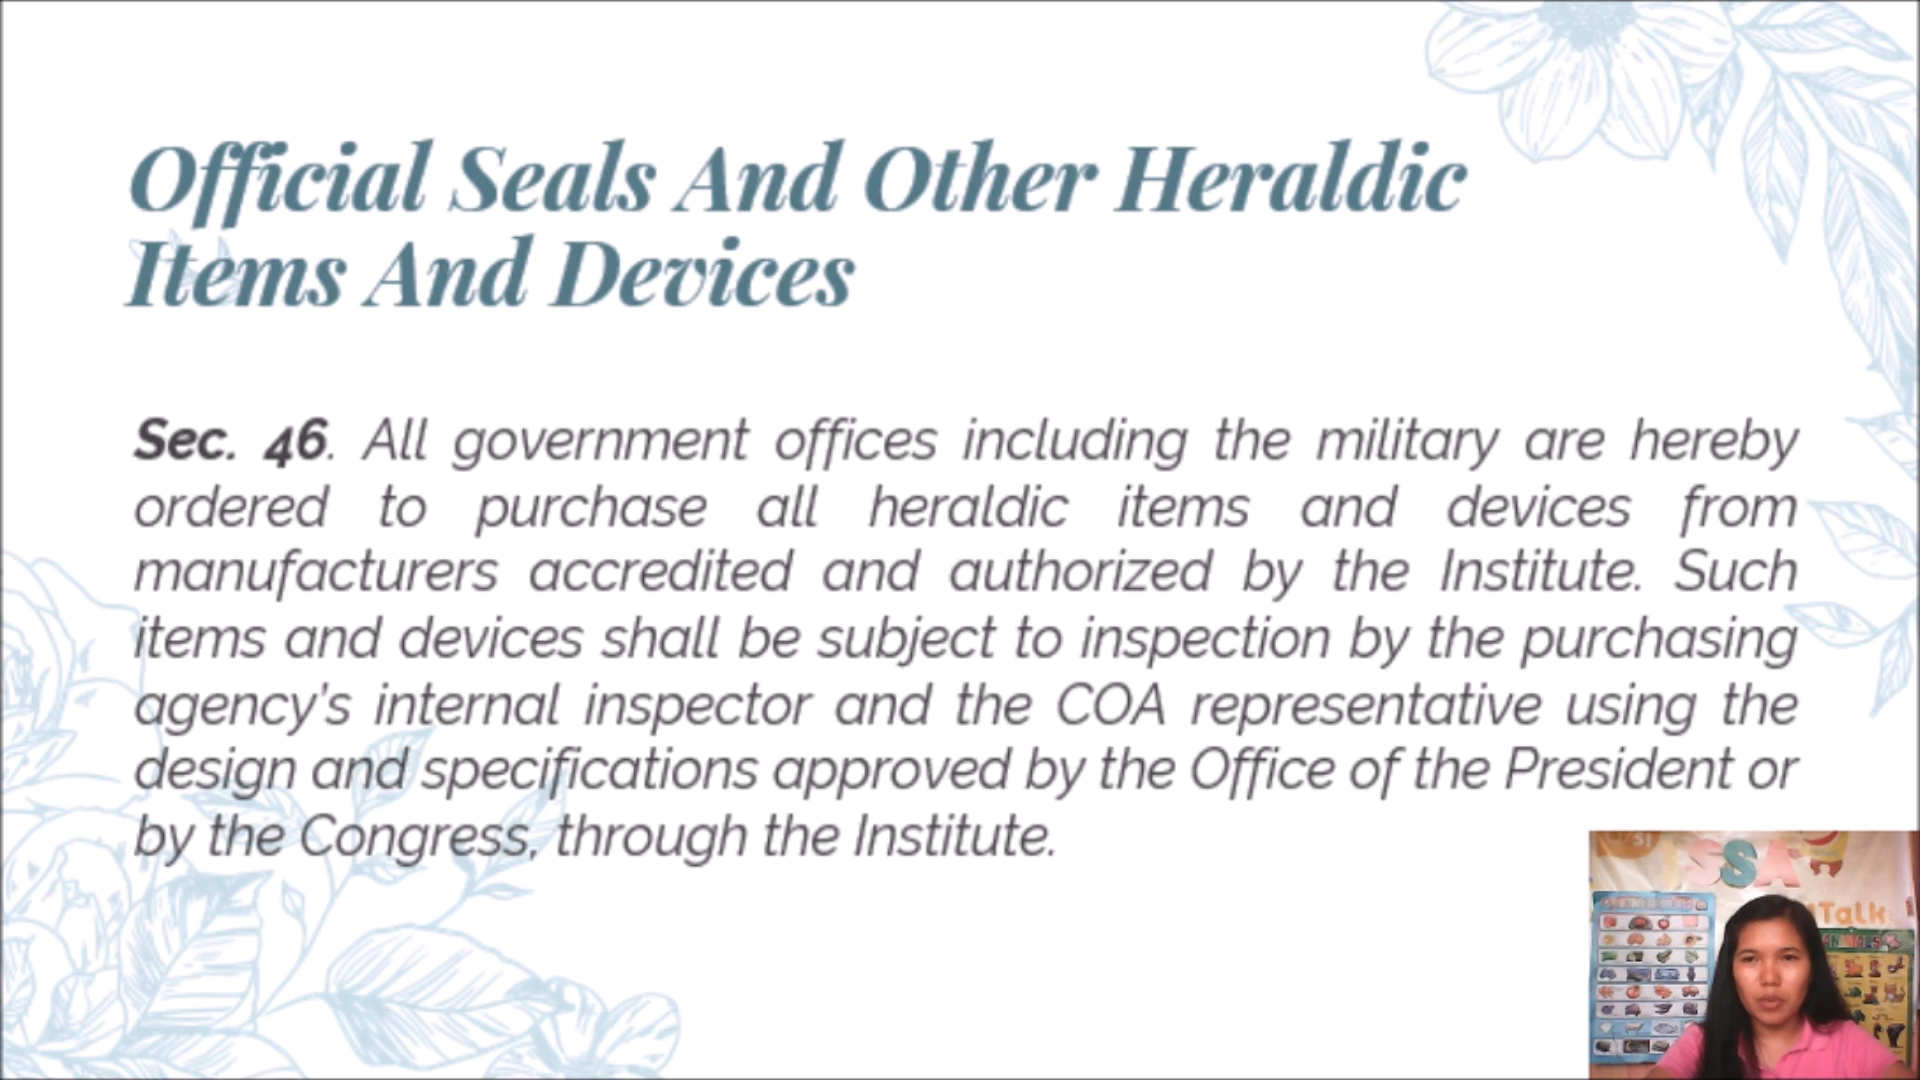 Official Seals And Other Heraldic
Items And Devices
Sec. 46. All government offices including the military are hereby
ordered to purchase all heraldic items and devices from
manufacturers accredited and authorized by the Institute. Such
items and devices shall be subject to inspection by the purchasing
agency's internal inspector and the COA representative using the
design and specifications approved by the Office of the President or
by the Congress, through the Institute.
SSA
Talk